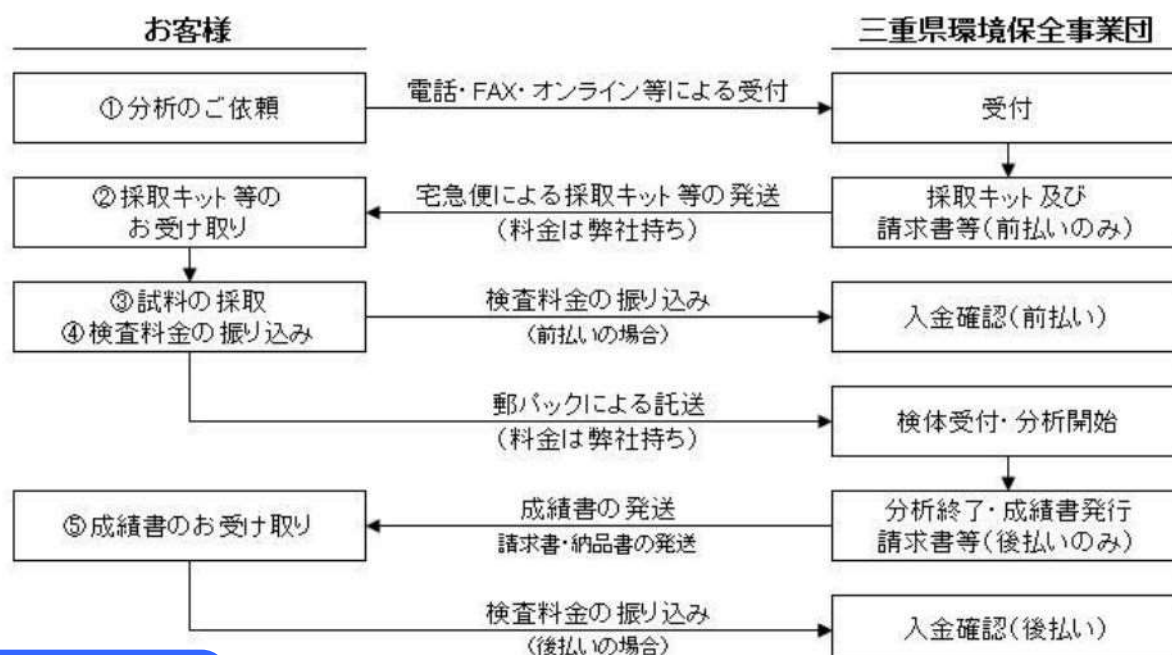 お客様
三重県環境保全事業団
①分析のご依頼
電話・FAX・オンライン等による受付
受付
②採取キット等の
お受け取り
宅急便による採取キット等の発送
(料金は弊社持ち)
採取キット及び
請求書等(前払いのみ)
③試料の採取
④検査料金の振り込み
検査料金の振り込み
(前払いの場合)
入金確認(前払い)
郵パックによる託送
(料金は弊社持ち)
検体受付・分析開始
⑤成績書のお受け取り
成績書の発送
請求書・納品書の発送
分析終了・成績書発行
請求書等(後払いのみ)
検査料金の振り込み
(後払いの場合)
入金確認(後払い)